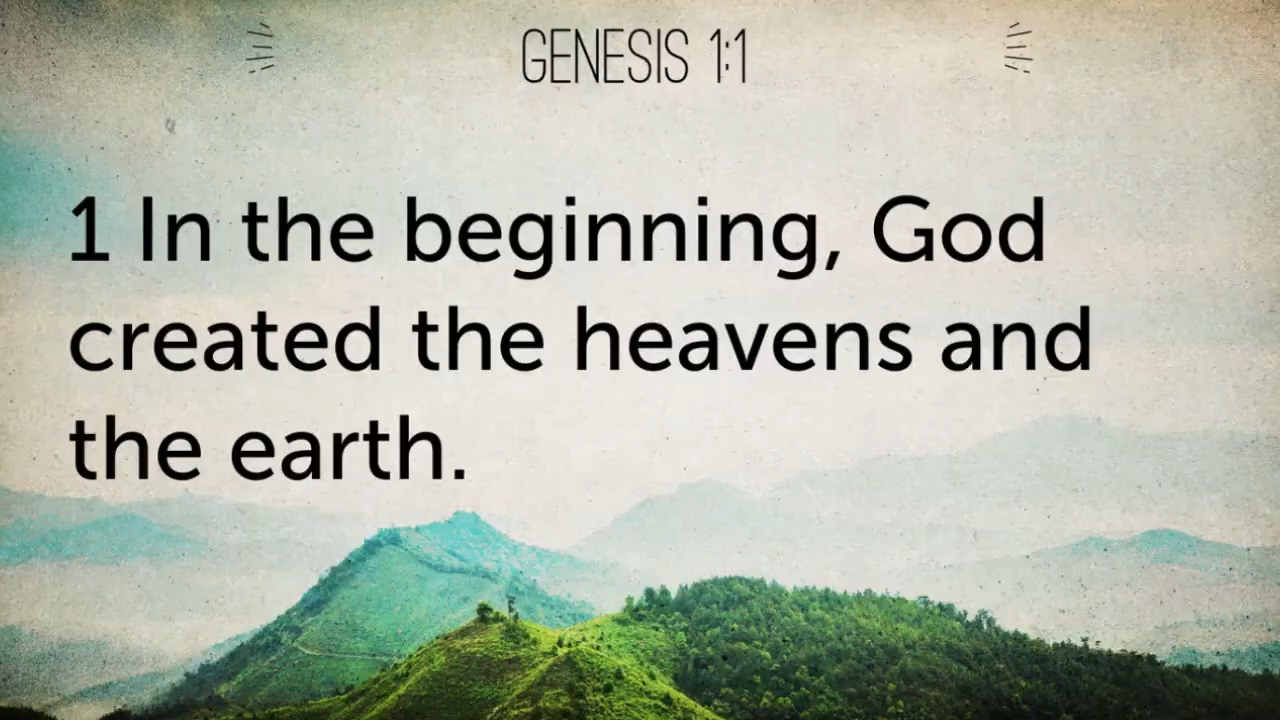 GENESIS 1:1
1 In the beginning, God
created the heavens and
the earth.